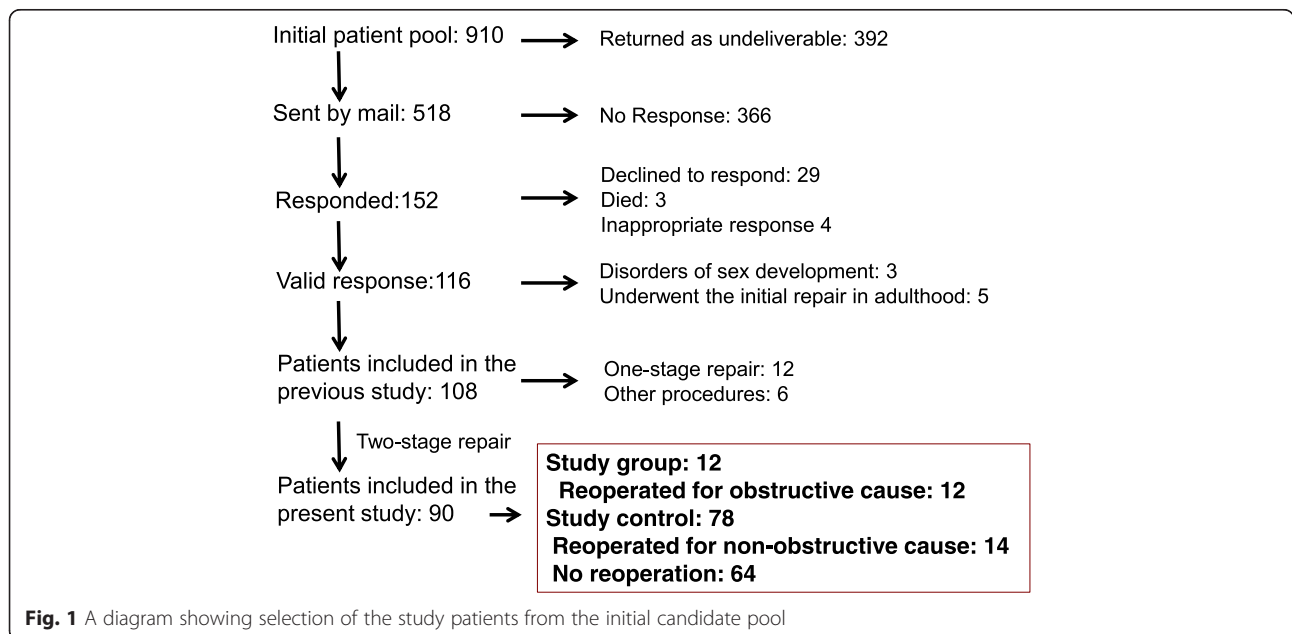 Initial patient pool: 910
Returned as undeliverable: 392
Sent by mail: 518
No Response: 366
Responded:152
Declined to respond: 29
Died: 3
Inappropriate response 4
Valid response:116
Disorders of sex development: 3
Underwent the initial repair in adulthood: 5
Patients included in the
previous study: 108
One-stage repair: 12
Other procedures: 6
Two-stage repair
Patients included in the
present study: 90
Study group: 12
Reoperated for obstructive cause: 12
Study control: 78
Reoperated for non-obstructive cause: 14
No reoperation: 64
Fig. 1 A diagram showing selection of the study patients from the initial candidate pool